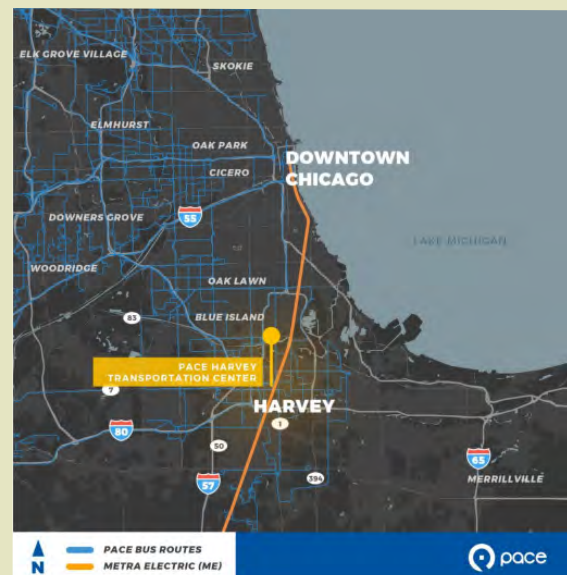 ELK GROVE VILLAGE
SKOKIE
ELMHURST
OAK PARK
DOWNTOWN
CHICAGO
CICERO
DOWNERS GROVE
55
LAKE MICHIGAN
WOODRIDGE
OAK LAWN
83
BLUE ISLAND
PACE HARVEY
TRANSPORTATION CENTER
7
HARVEY
1
80
50
65
57
394
MERRILLVILLE
N
PACE BUS ROUTES
METRA ELECTRIC (ME)
pace